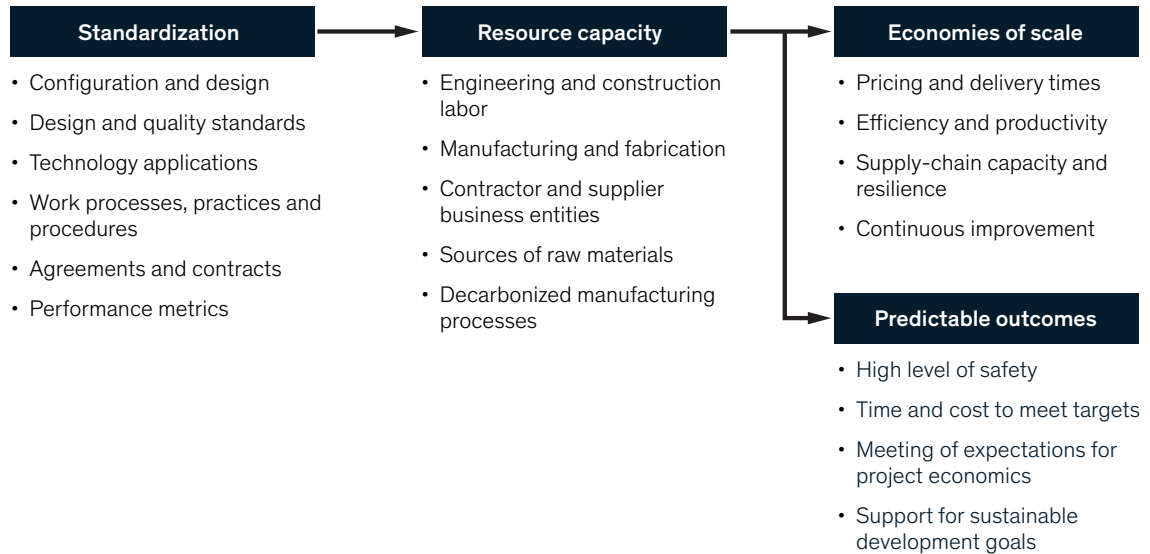 Standardization
• Configuration and design
• Design and quality standards
• Technology applications
• Work processes, practices and
procedures
• Agreements and contracts
• Performance metrics
Resource capacity
• Engineering and construction
labor
• Manufacturing and fabrication
• Contractor and supplier
business entities
• Sources of raw materials
• Decarbonized manufacturing
processes
Economies of scale
• Pricing and delivery times
• Efficiency and productivity
• Supply-chain capacity and
resilience
• Continuous improvement
Predictable outcomes
• High level of safety
• Time and cost to meet targets
• Meeting of expectations for
project economics
• Support for sustainable
development goals